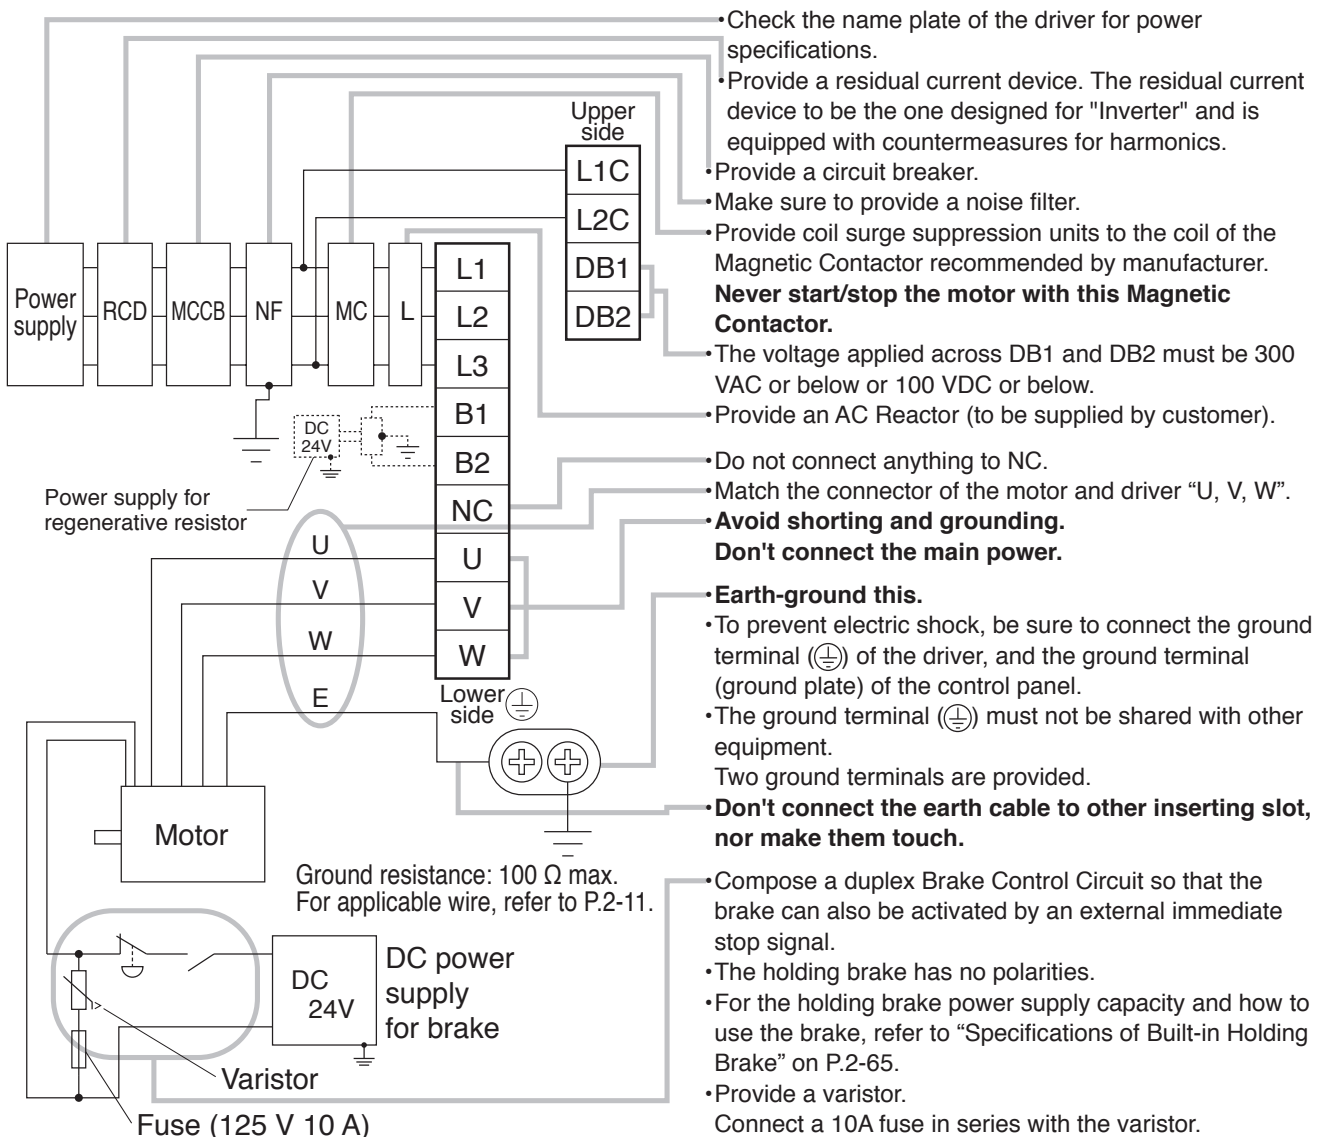 •Check the name plate of the driver for power
specifications.
•Provide a residual current device. The residual current
device to be the one designed for "Inverter" and is
equipped with countermeasures for harmonics.
•Provide a circuit breaker.
•Make sure to provide a noise filter.
•Provide coil surge suppression units to the coil of the
Magnetic Contactor recommended by manufacturer.
Never start/stop the motor with this Magnetic
Contactor.
•The voltage applied across DB1 and DB2 must be 300
VAC or below or 100 VDC or below.
•Provide an AC Reactor (to be supplied by customer).
•Do not connect anything to NC.
•Match the connector of the motor and driver “U, V, W”.
•Avoid shorting and grounding.
Don't connect the main power.
•Earth-ground this.
•To prevent electric shock, be sure to connect the ground
terminal (⏚) of the driver, and the ground terminal
(ground plate) of the control panel.
•The ground terminal (⏚) must not be shared with other
equipment.
Two ground terminals are provided.
•Don't connect the earth cable to other inserting slot,
nor make them touch.
•Compose a duplex Brake Control Circuit so that the
brake can also be activated by an external immediate
stop signal.
•The holding brake has no polarities.
•For the holding brake power supply capacity and how to
use the brake, refer to “Specifications of Built-in Holding
Brake” on P.2-65.
•Provide a varistor.
Connect a 10A fuse in series with the varistor.
Upper
side
L1C
L2C
DB1
DB2
Power
supply
RCD
MCCB
NF
MC
L
L1
L2
L3
B1
B2
NC
U
V
W
Lower
side
DC
24V
Power supply for
regenerative resistor
U
V
W
E
Motor
Ground resistance: 100 Ω max.
For applicable wire, refer to P.2-11.
DC
24V
DC power
supply
for brake
Varistor
Fuse (125 V 10 A)